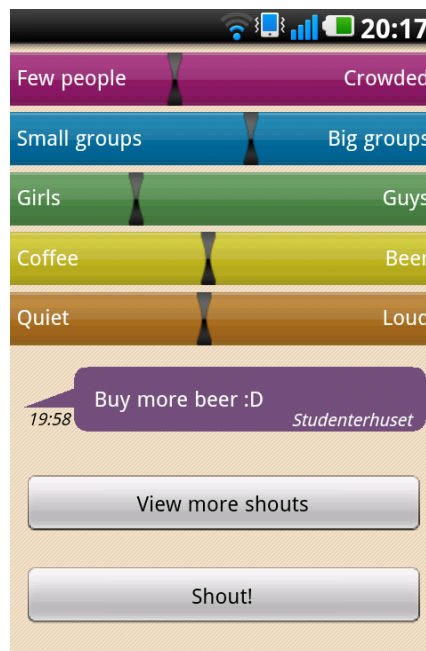 20:17
Few people Crowded
Small groups Big groups
Girls Guys
Coffee Beer
Quiet Loud
Buy more beer :D
19:58 Studenterhuset
View more shouts
Shout!